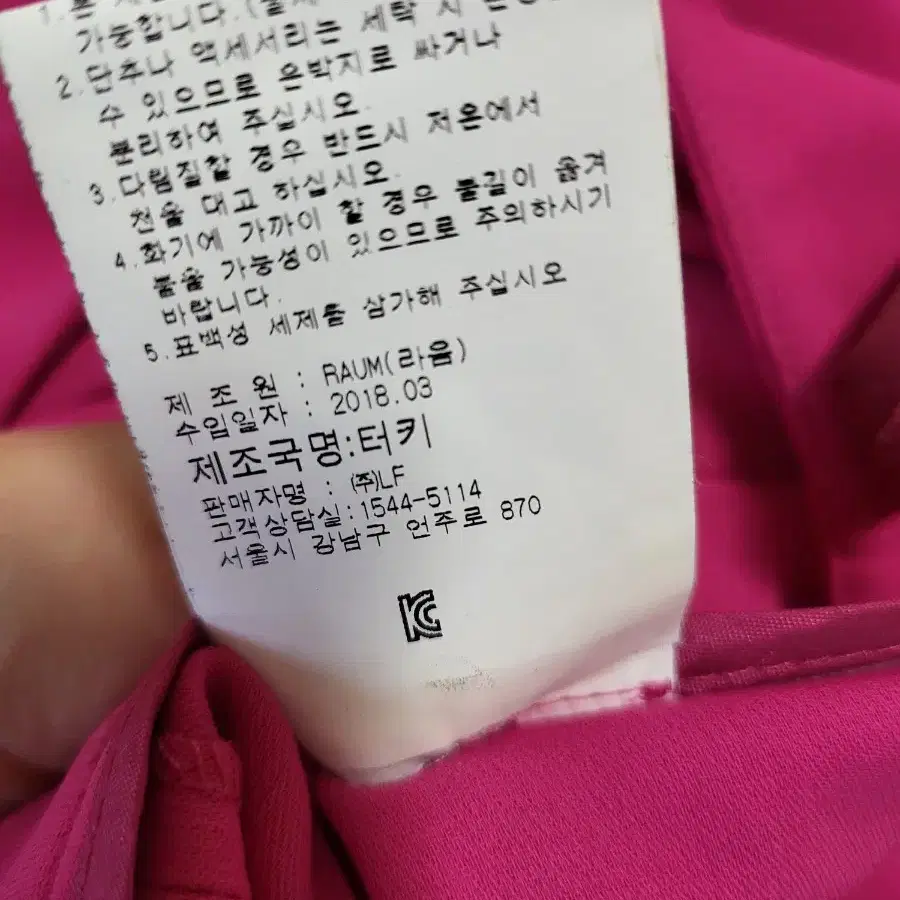 1.본
가능합니다.
2.단추나 액세서리는 세탁 시
수 있으므로 은박지로 싸거나
분리하여 주십시오.
3.다림질할 경우 반드시 저온에서
천을 대고 하십시오.
4.화기에 가까이 할 경우 불길이 옮겨
붙을 가능성이 있으므로 주의하시기
바랍니다.
5.표백성 세제를 삼가해 주십시오
제 조 원 : RAUM(라움)
수입일자 : 2018.03
제조국명:터키
판매자명 : (주)LF
고객상담실:1544-5114
서울시 강남구 언주로 870
KC